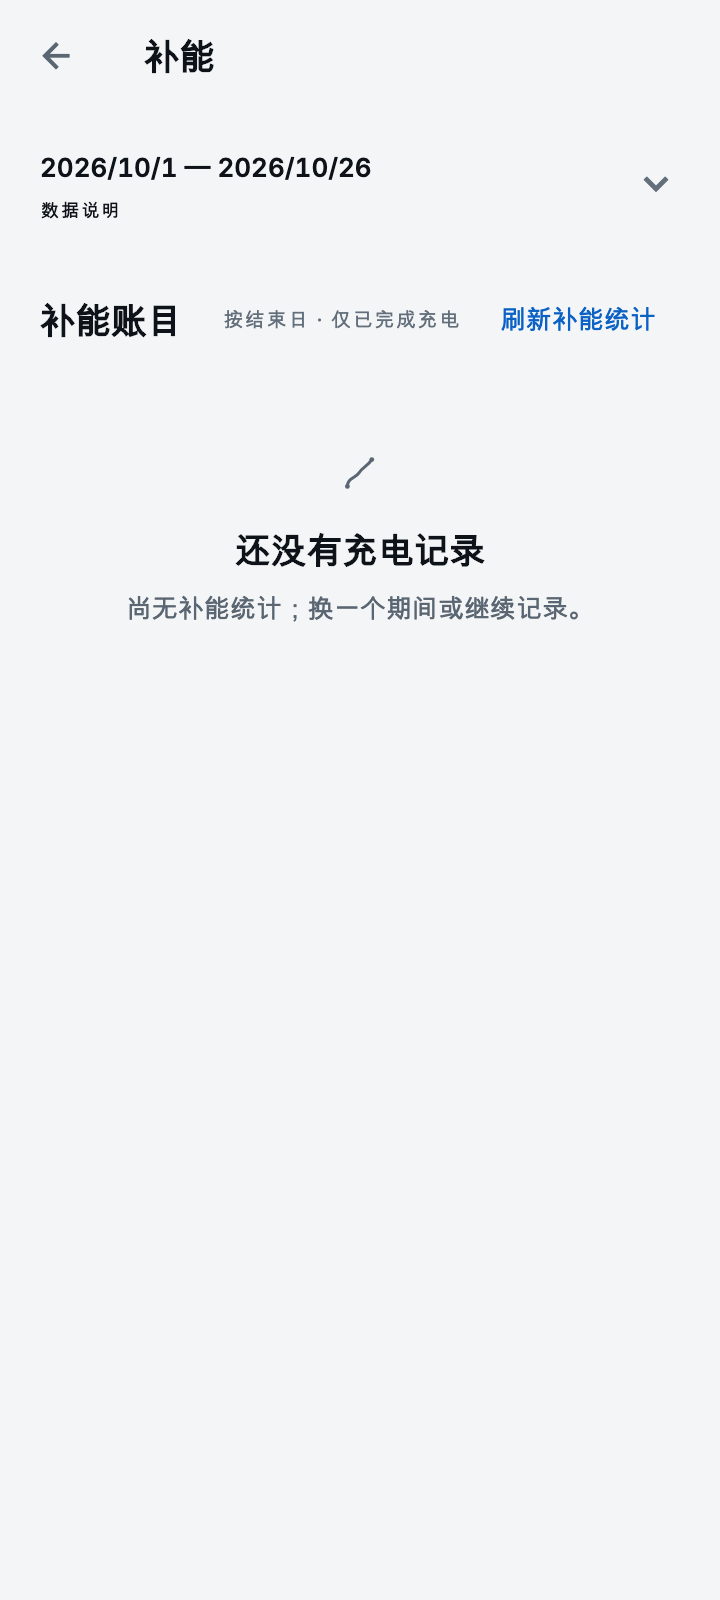 补能
2026/10/1 — 2026/10/26
数据说明
补能账目 按结束日 · 仅已完成充电 刷新补能统计
还没有充电记录
尚无补能统计；换一个期间或继续记录。